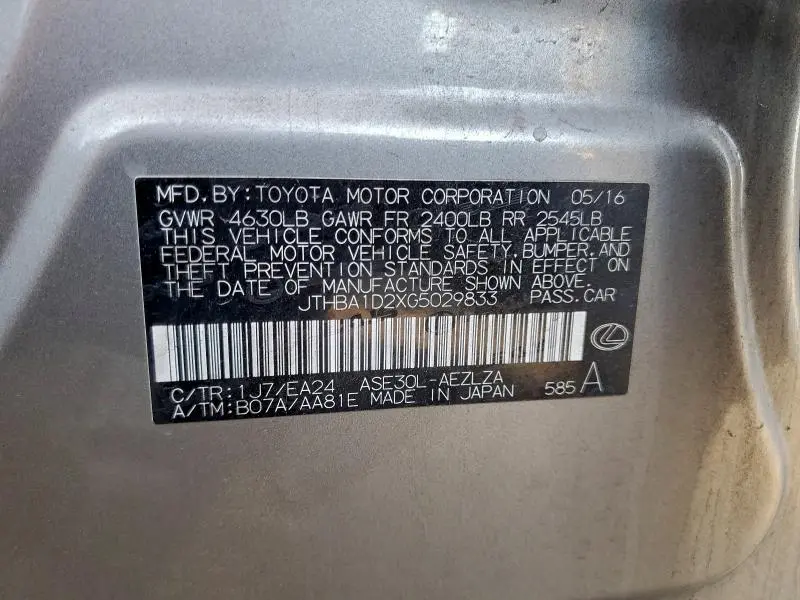 MFD. BY: TOYOTA MOTOR CORPORATION 05/16
GVWR 4630LB GAWR FR 2400LB RR 2545LB
THIS VEHICLE CONFORMS TO ALL APPLICABLE
FEDERAL MOTOR VEHICLE SAFETY, BUMPER, AND
THEFT PREVENTION STANDARDS IN EFFECT ON
THE DATE OF MANUFACTURE SHOWN ABOVE.
JTHBA1D2XG5029833 PASS. CAR
C/TR: 1J7/EA24 ASE30L-AEZLZA
A/TM: B07A/AA81E MADE IN JAPAN 585 A